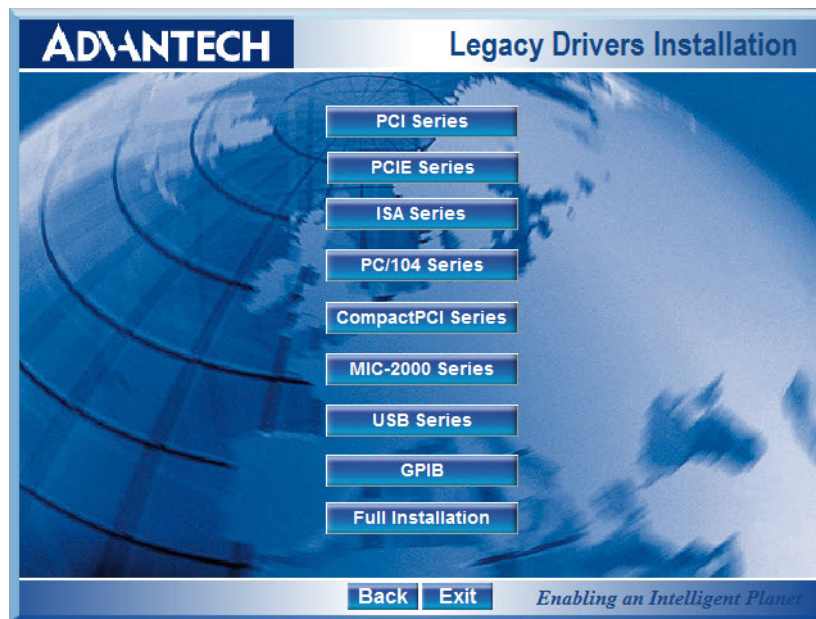 ADVANTECH
Legacy Drivers Installation
PCI Series
PCIE Series
ISA Series
PC/104 Series
CompactPCI Series
MIC-2000 Series
USB Series
GPIB
Full Installation
Back Exit Enabling an Intelligent Planet